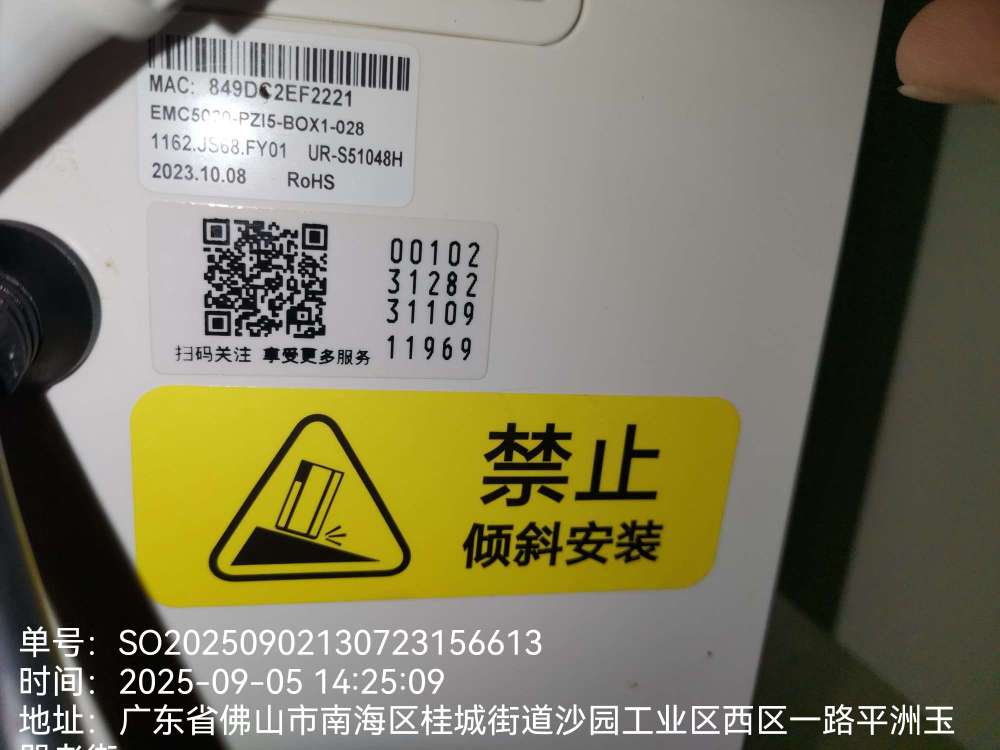 MAC: 849DC2EF2221
EMC5020-PZI5-BOX1-028
1162.JS68.FY01 UR-S51048H
2023.10.08 RoHS
00102
31282
31109
11969
扫码关注 享受更多服务
禁止
倾斜安装
单号：SO20250902130723156613
时间：2025-09-05 14:25:09
地址：广东省佛山市南海区桂城街道沙园工业区西区一路平洲玉